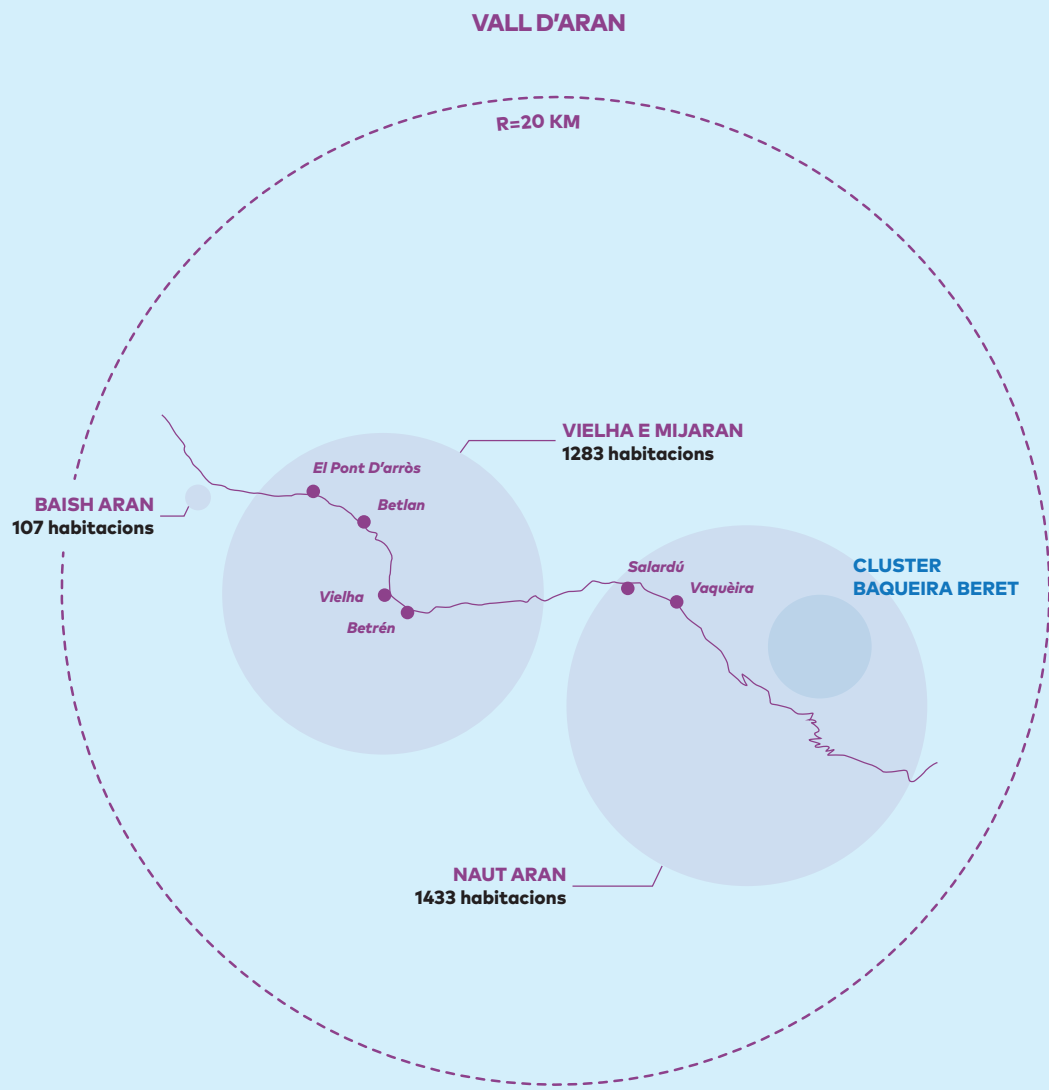 VALL D'ARAN
R=20 KM
VIELHA E MIJARAN
1283 habitacions
El Pont D'arròs
BAISH ARAN
107 habitacions
Betlan
Salardú
CLUSTER
BAQUEIRA BERET
Vaquèira
Vielha
Betrén
NAUT ARAN
1433 habitacions